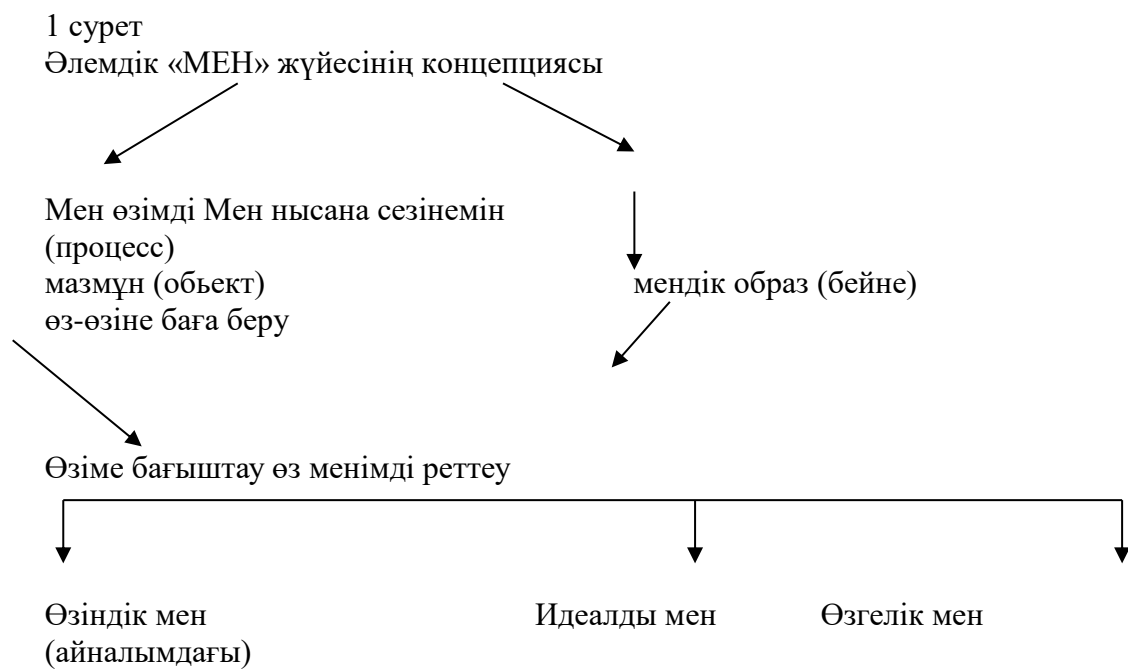 1 сурет
Әлемдік «МЕН» жүйесінің концепциясы
Мен өзімді Мен нысана сезінемін
(процесс)
мазмұн (обьект)
мендік образ (бейне)
өз-өзіне баға беру
Өзіме бағыштау өз менімді реттеу
Өзіндік мен
Идеалды мен
Өзгелік мен
(айналымдағы)